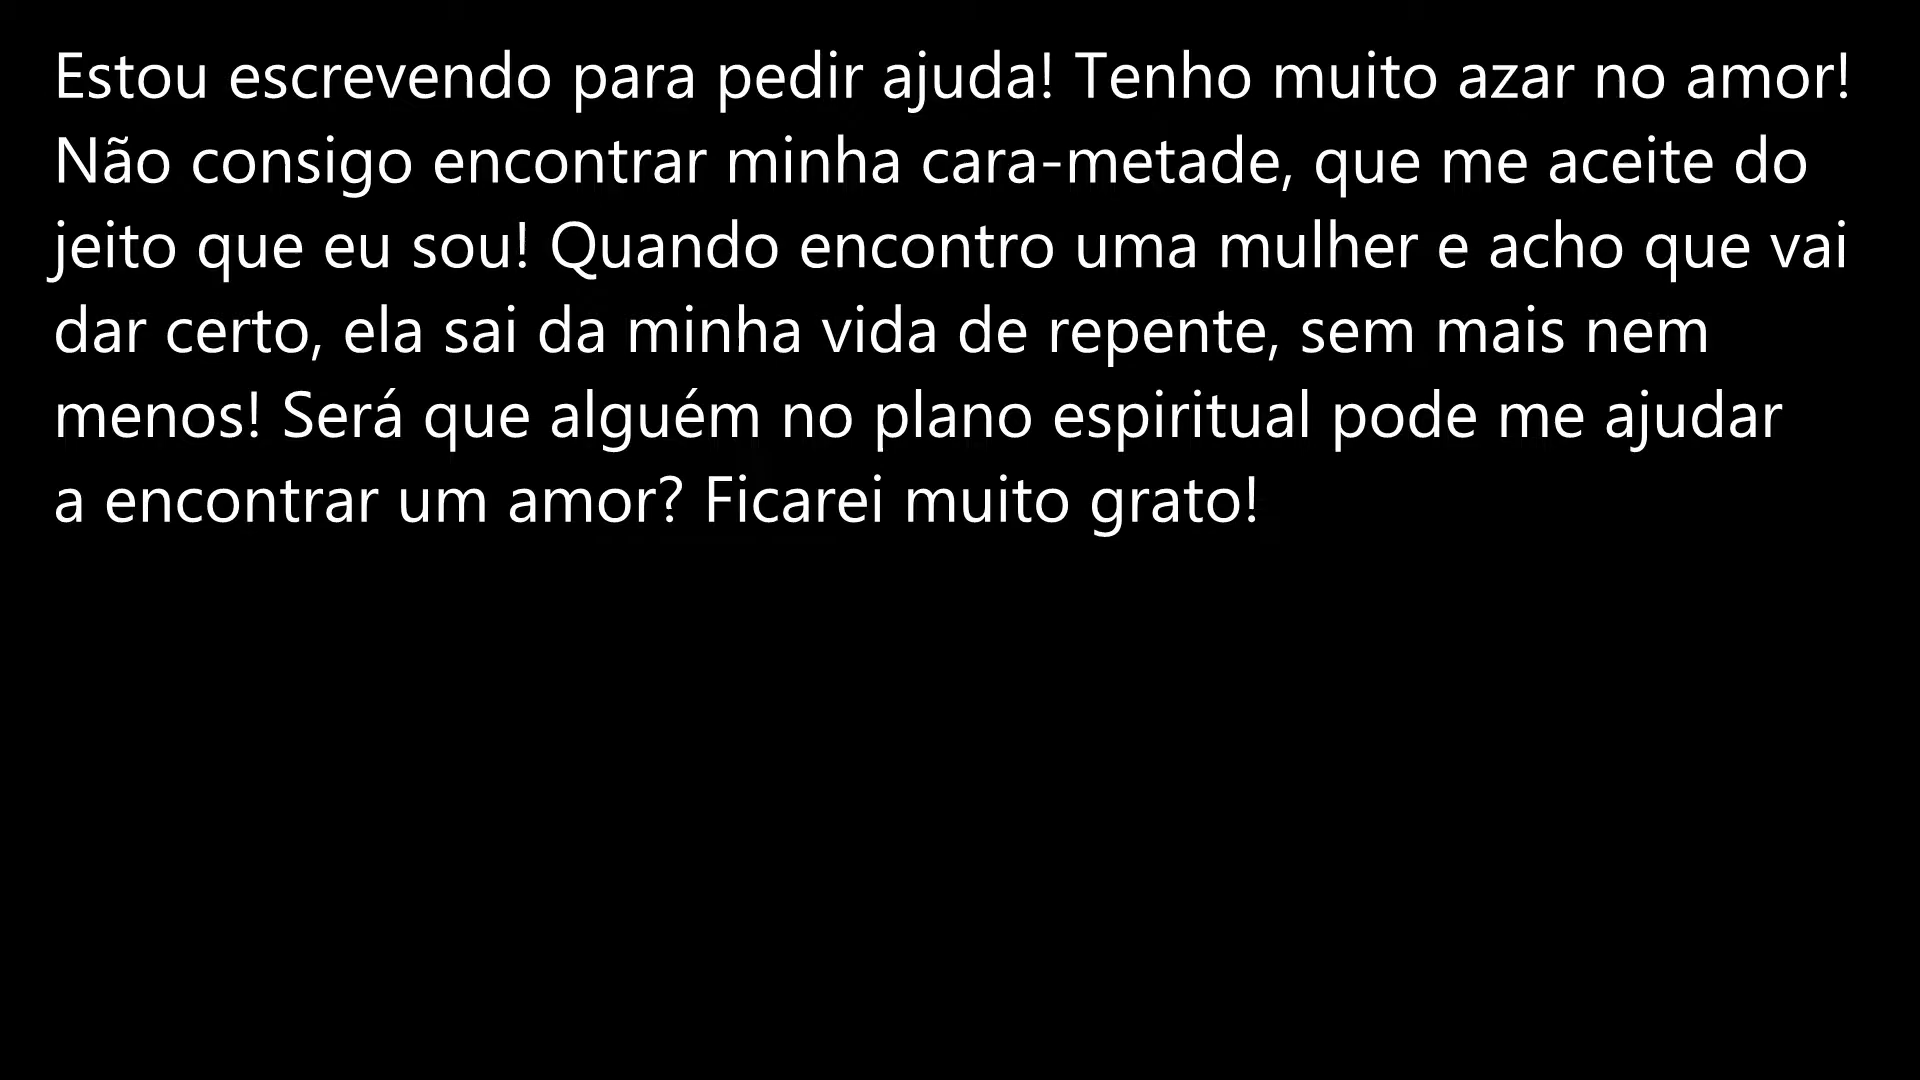 Estou escrevendo para pedir ajuda! Tenho muito azar no amor!
Não consigo encontrar minha cara-metade, que me aceite do
jeito que eu sou! Quando encontro uma mulher e acho que vai
dar certo, ela sai da minha vida de repente, sem mais nem
menos! Será que alguém no plano espiritual pode me ajudar
a encontrar um amor? Ficarei muito grato!